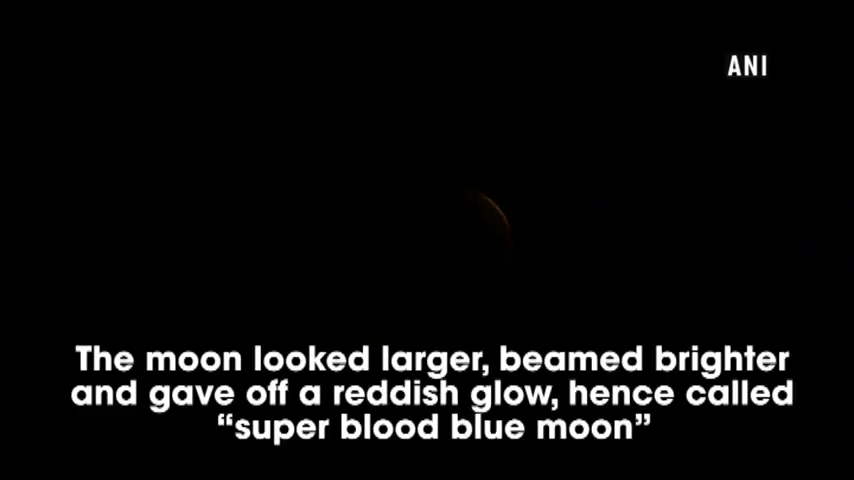 ANI
The moon looked larger, beamed brighter
and gave off a reddish glow, hence called
“super blood blue moon”